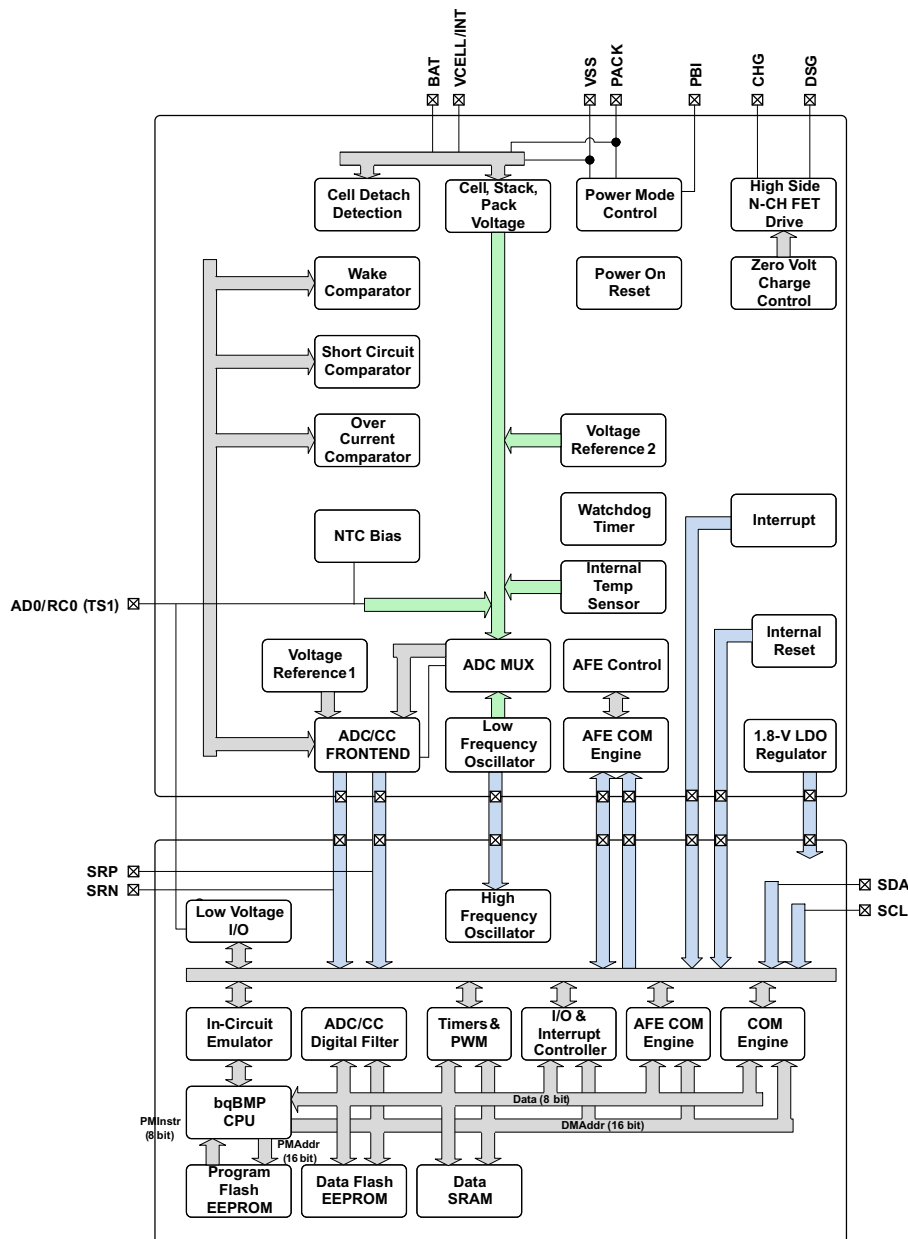 BAT
VCELL/INT
VSS
PACK
PBI
CHG
DSG
Cell Detach
Detection
Cell, Stack,
Pack
Voltage
Power Mode
Control
High Side
N-CH FET
Drive
Wake
Comparator
Power On
Reset
Zero Volt
Charge
Control
Short Circuit
Comparator
Over
Current
Comparator
Voltage
Reference 2
NTC Bias
Watchdog
Timer
Interrupt
AD0/RC0 (TS1)
Internal
Temp
Sensor
Internal
Reset
Voltage
Reference 1
ADC MUX
AFE Control
ADC/CC
FRONTEND
Low
Frequency
Oscillator
AFE COM
Engine
1.8-V LDO
Regulator
SRP
SRN
SDA
SCL
Low Voltage
I/O
High
Frequency
Oscillator
In-Circuit
Emulator
ADC/CC
Digital Filter
Timers &
PWM
I/O &
Interrupt
Controller
AFE COM
Engine
COM
Engine
bqBMP
CPU
Data (8 bit)
DMAddr (16 bit)
PMInstr
(8 bit)
PMAddr
(16 bit)
Program
Flash
EEPROM
Data Flash
EEPROM
Data
SRAM